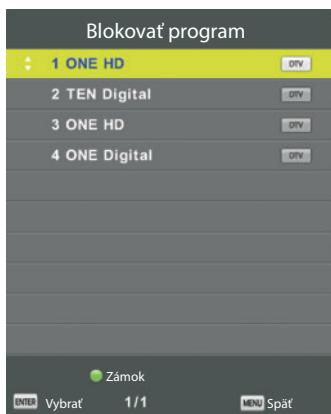 Blokovať program
1 ONE HD DTV
2 TEN Digital DTV
3 ONE HD DTV
4 ONE Digital DTV
Zámok
ENTER Vybrať 1/1 MENU Späť